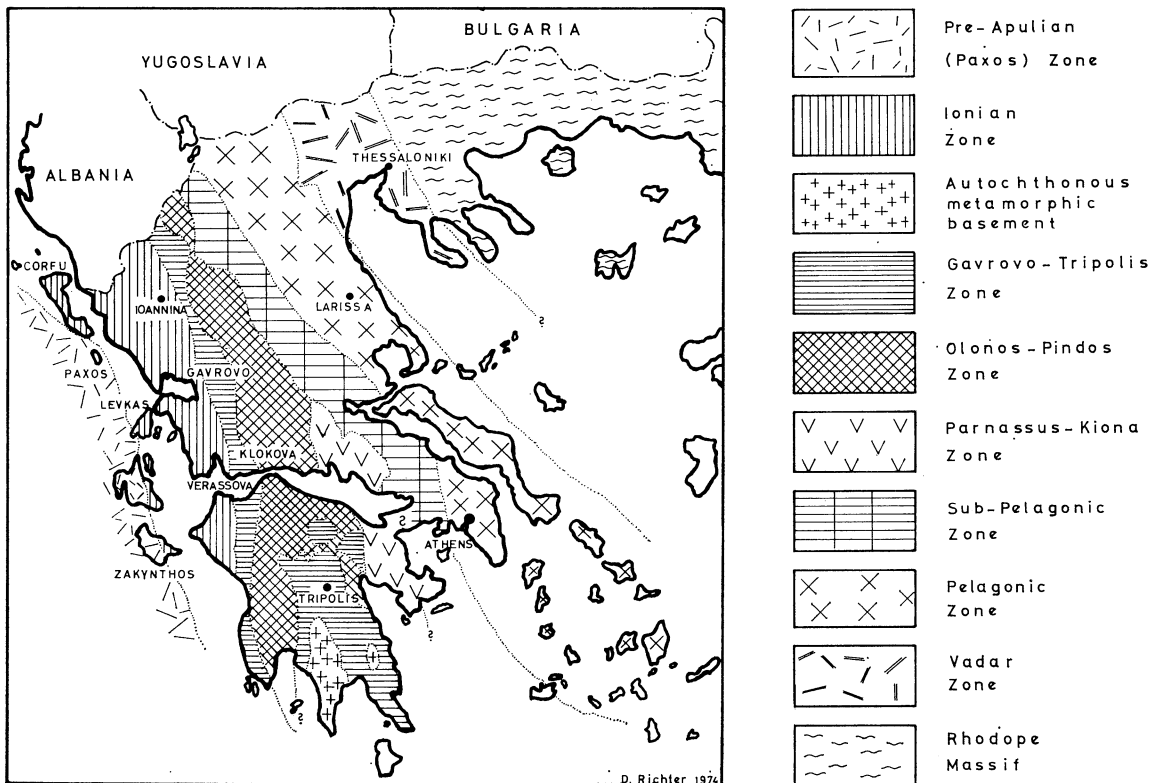 BULGARIA
YUGOSLAVIA
THESSALONIKI
ALBANIA
CORFU
IOANNINA
LARISSA
PAXOS
GAVROVO
LEVKAS
KLOKOVA
VERASSOVA
ATHENS
ZAKYNTHOS
TRIPOLIS
?
?
?
?
D. Richter 1974
Pre-Apulian
(Paxos) Zone
Ionian
Zone
Autochthonous
metamorphic
basement
Gavrovo-Tripolis
Zone
Olonos-Pindos
Zone
Parnassus-Kiona
Zone
Sub-Pelagonic
Zone
Pelagonic
Zone
Vadar
Zone
Rhodope
Massif